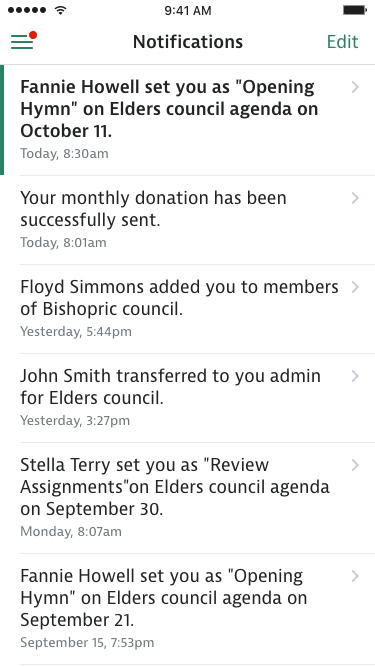 9:41 AM
Notifications
Edit
Fannie Howell set you as "Opening
Hymn" on Elders council agenda on
October 11.
Today, 8:30am
Your monthly donation has been
successfully sent.
Today, 8:01am
Floyd Simmons added you to members
of Bishopric council.
Yesterday, 5:44pm
John Smith transferred to you admin
for Elders council.
Yesterday, 3:27pm
Stella Terry set you as "Review
Assignments"on Elders council agenda
on September 30.
Monday, 8:07am
Fannie Howell set you as "Opening
Hymn" on Elders council agenda on
September 21.
September 15, 7:53pm